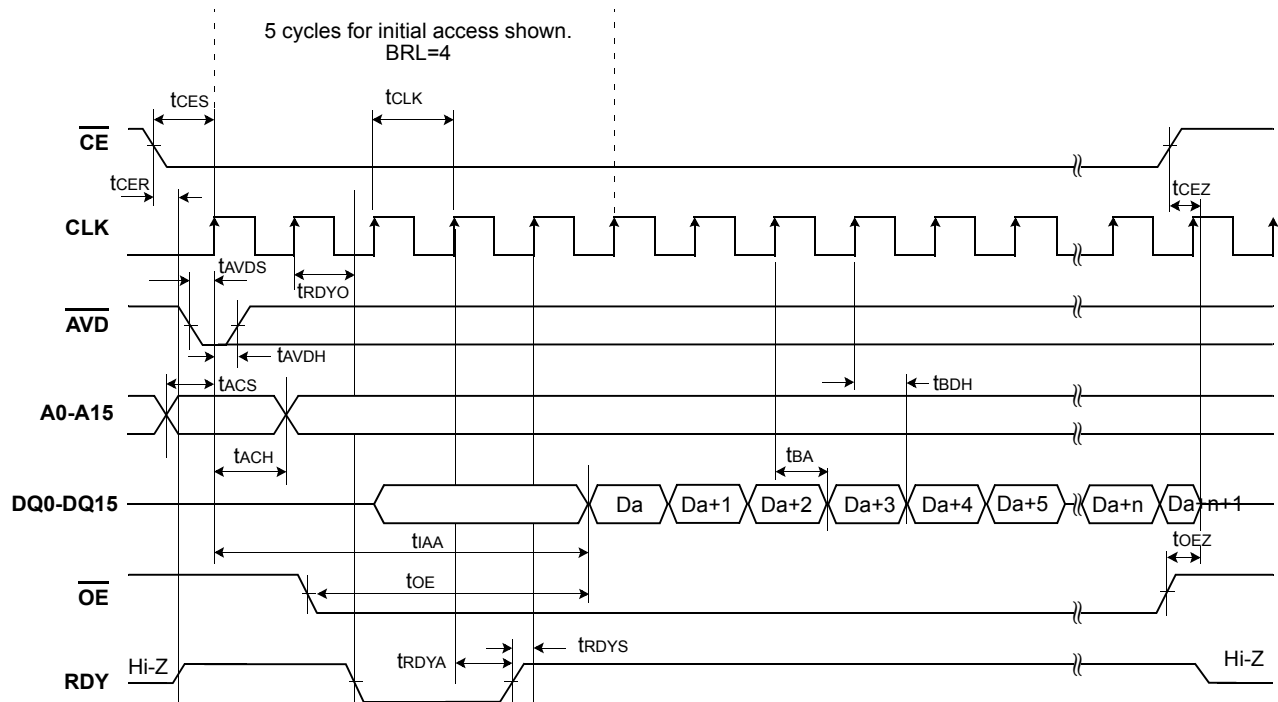 5 cycles for initial access shown.
BRL=4
tCES
tCLK
CE
tCER
tCEZ
CLK
tAVDS
tRDYO
AVD
tAVDH
tACS
tBDH
A0-A15
tACH
tBA
DQ0-DQ15
Da
Da+1
Da+2
Da+3
Da+4
Da+5
Da+n
Da+n+1
tIAA
tOEZ
tOE
OE
tRDYS
tRDYA
Hi-Z
Hi-Z
RDY